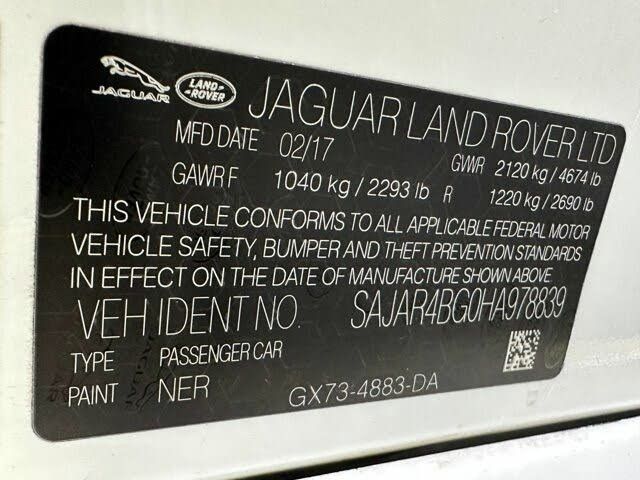 JAGUAR
LAND-
ROVER
JAGUAR LAND ROVER LTD
MFD DATE 02/17 GVWR 2120 kg / 4674 lb
GAWR F 1040 kg / 2293 lb R 1220 kg / 2690 lb
THIS VEHICLE CONFORMS TO ALL APPLICABLE FEDERAL MOTOR
VEHICLE SAFETY, BUMPER AND THEFT PREVENTION STANDARDS
IN EFFECT ON THE DATE OF MANUFACTURE SHOWN ABOVE
VEH IDENT NO. SAJAR4BG0HA978839
TYPE PASSENGER CAR
PAINT NER
GX73-4883-DA